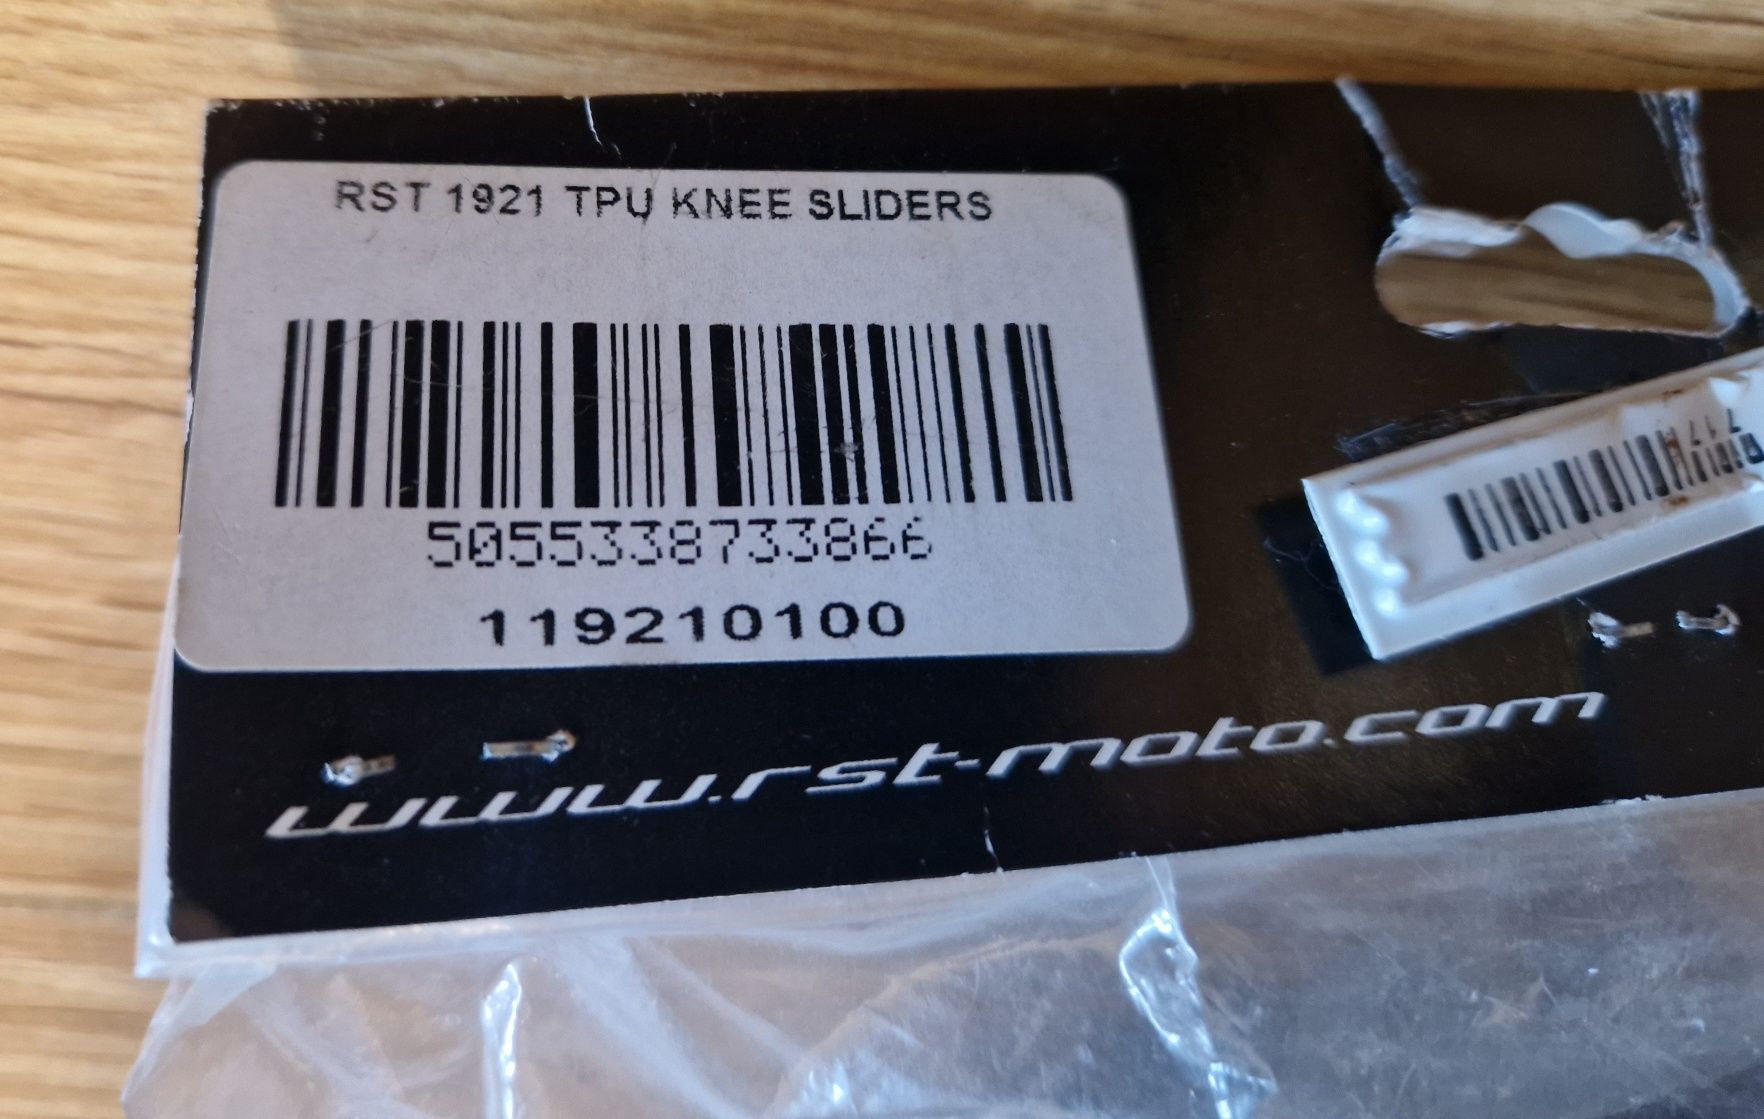 RST 1921 TPU KNEE SLIDERS
5055338733866
119210100
www.rst-moto.com